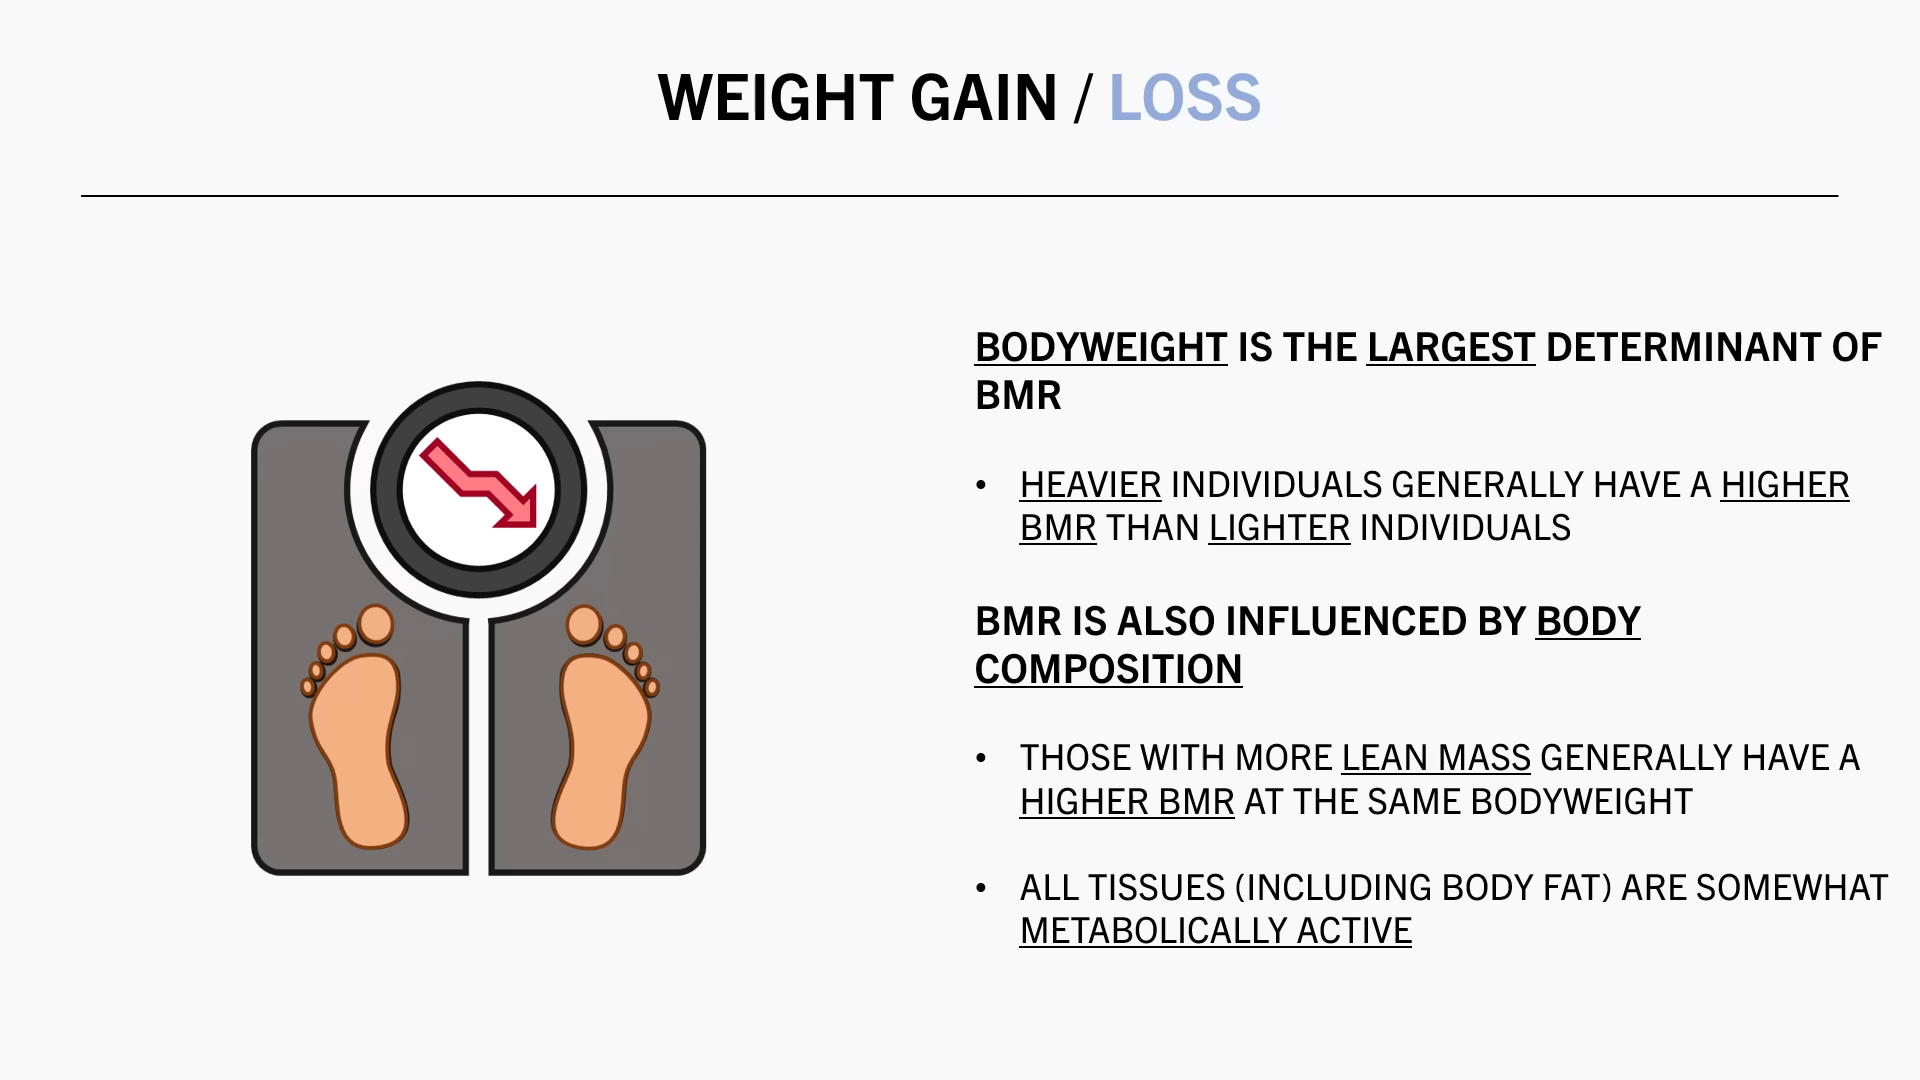 WEIGHT GAIN / LOSS
BODYWEIGHT IS THE LARGEST DETERMINANT OF
BMR
• HEAVIER INDIVIDUALS GENERALLY HAVE A HIGHER
BMR THAN LIGHTER INDIVIDUALS
BMR IS ALSO INFLUENCED BY BODY
COMPOSITION
• THOSE WITH MORE LEAN MASS GENERALLY HAVE A
HIGHER BMR AT THE SAME BODYWEIGHT
• ALL TISSUES (INCLUDING BODY FAT) ARE SOMEWHAT
METABOLICALLY ACTIVE